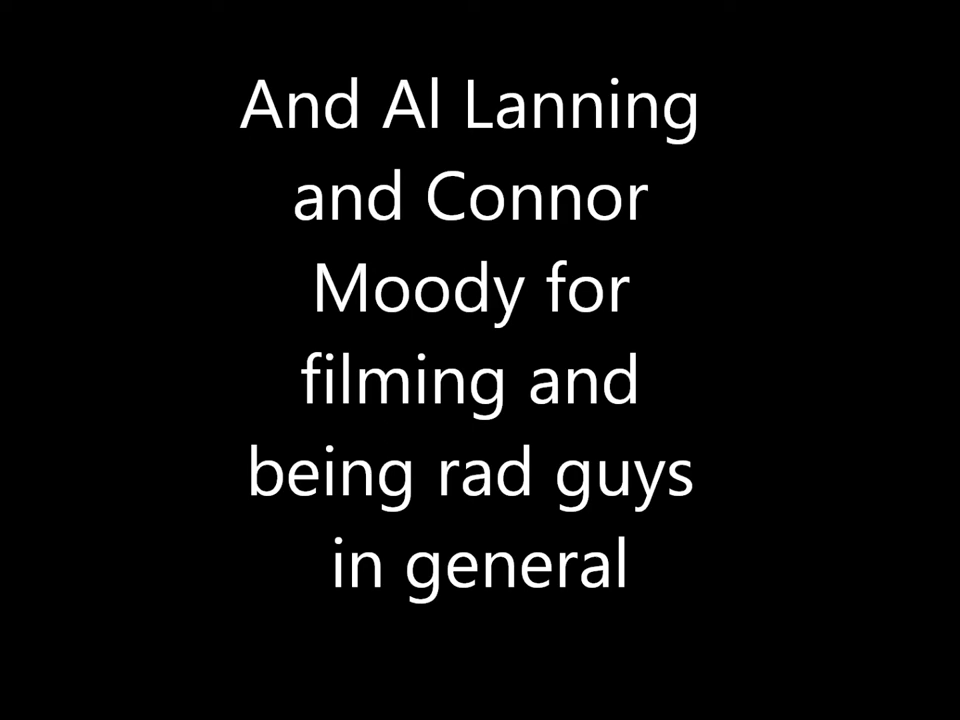 And Al Lanning
and Connor
Moody for
filming and
being rad guys
in general